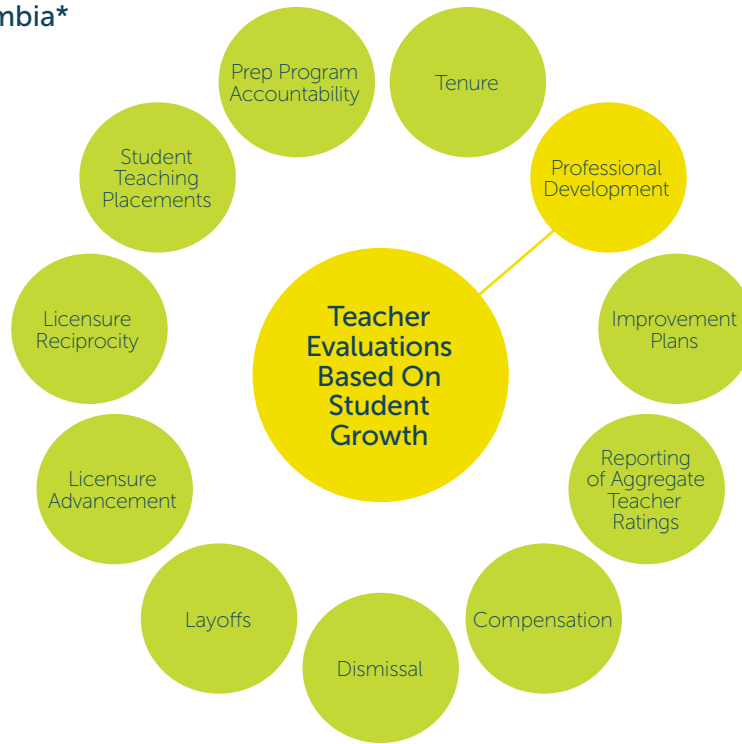 mbia*
Prep Program
Accountability
Tenure
Student
Teaching
Placements
Professional
Development
Licensure
Reciprocity
Teacher
Evaluations
Based On
Student
Growth
Improvement
Plans
Licensure
Advancement
Reporting
of Aggregate
Teacher
Ratings
Layoffs
Compensation
Dismissal